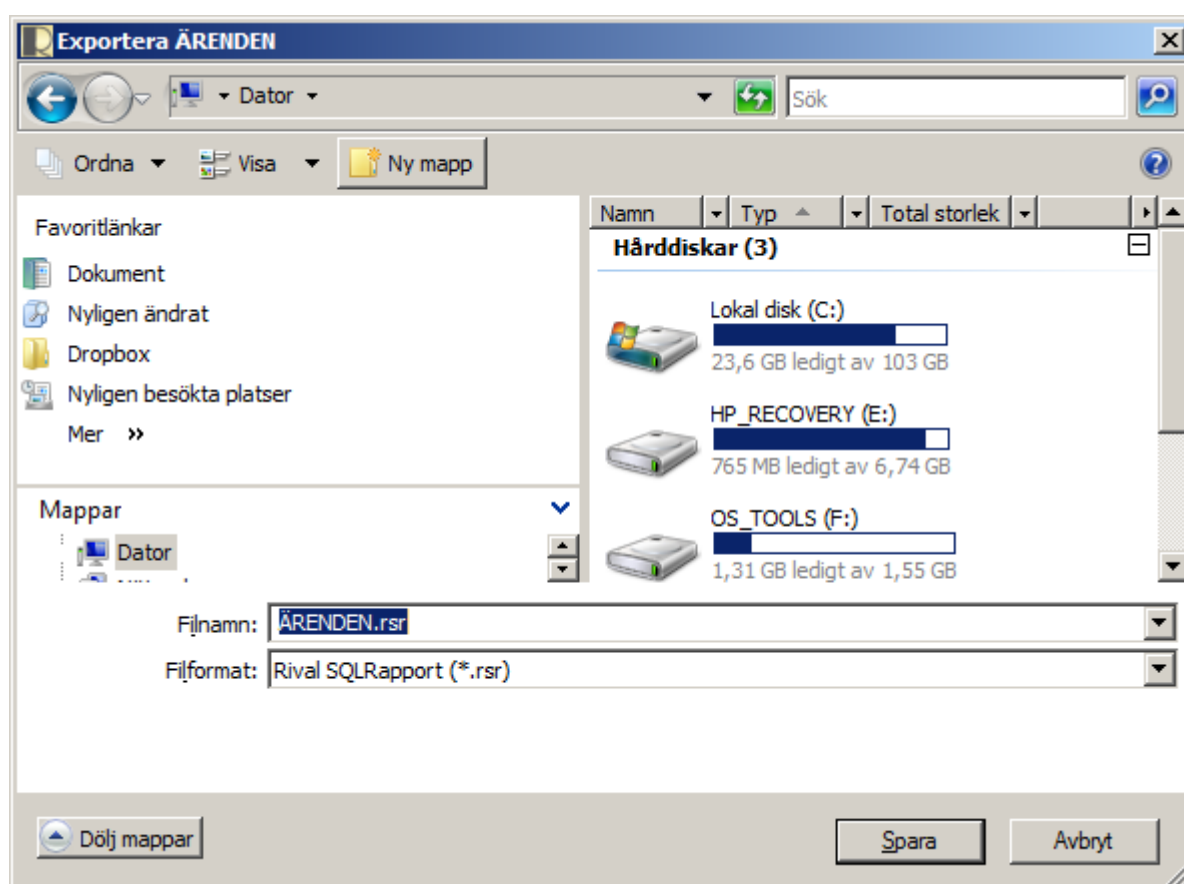 Exportera ÄRENDEN
Dator
Sök
Ordna Visa Ny mapp
Favoritlänkar
Dokument
Nyligen ändrat
Dropbox
Nyligen besökta platser
Mer »
Mappar
Dator
Namn Typ Total storlek
Hårddiskar (3)
Lokal disk (C:)
23,6 GB ledigt av 103 GB
HP_RECOVERY (E:)
765 MB ledigt av 6,74 GB
OS_TOOLS (F:)
1,31 GB ledigt av 1,55 GB
Filnamn: ÄRENDEN.rsr
Filformat: Rival SQLRapport (*.rsr)
Dölj mappar Spara Avbryt